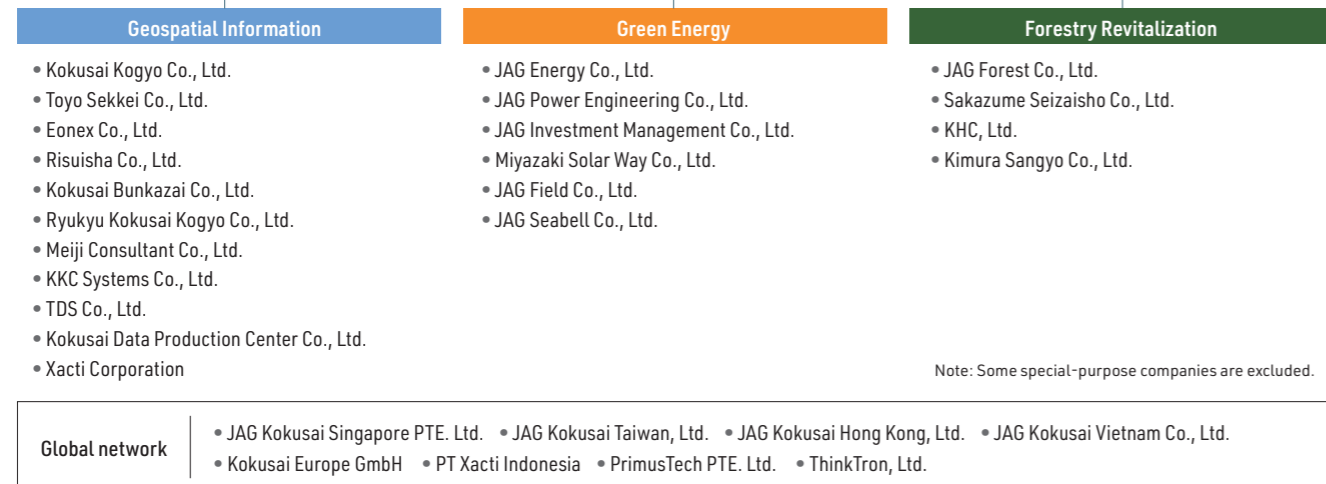 Geospatial Information
• Kokusai Kogyo Co., Ltd.
• Toyo Sekkei Co., Ltd.
• Eonex Co., Ltd.
• Risuisha Co., Ltd.
• Kokusai Bunkazai Co., Ltd.
• Ryukyu Kokusai Kogyo Co., Ltd.
• Meiji Consultant Co., Ltd.
• KKC Systems Co., Ltd.
• TDS Co., Ltd.
• Kokusai Data Production Center Co., Ltd.
• Xacti Corporation
Green Energy
• JAG Energy Co., Ltd.
• JAG Power Engineering Co., Ltd.
• JAG Investment Management Co., Ltd.
• Miyazaki Solar Way Co., Ltd.
• JAG Field Co., Ltd.
• JAG Seabell Co., Ltd.
Forestry Revitalization
• JAG Forest Co., Ltd.
• Sakazume Seizaisho Co., Ltd.
• KHC, Ltd.
• Kimura Sangyo Co., Ltd.
Note: Some special-purpose companies are excluded.
Global network
• JAG Kokusai Singapore PTE. Ltd. • JAG Kokusai Taiwan, Ltd. • JAG Kokusai Hong Kong, Ltd. • JAG Kokusai Vietnam Co., Ltd.
• Kokusai Europe GmbH • PT Xacti Indonesia • PrimusTech PTE. Ltd. • ThinkTron, Ltd.